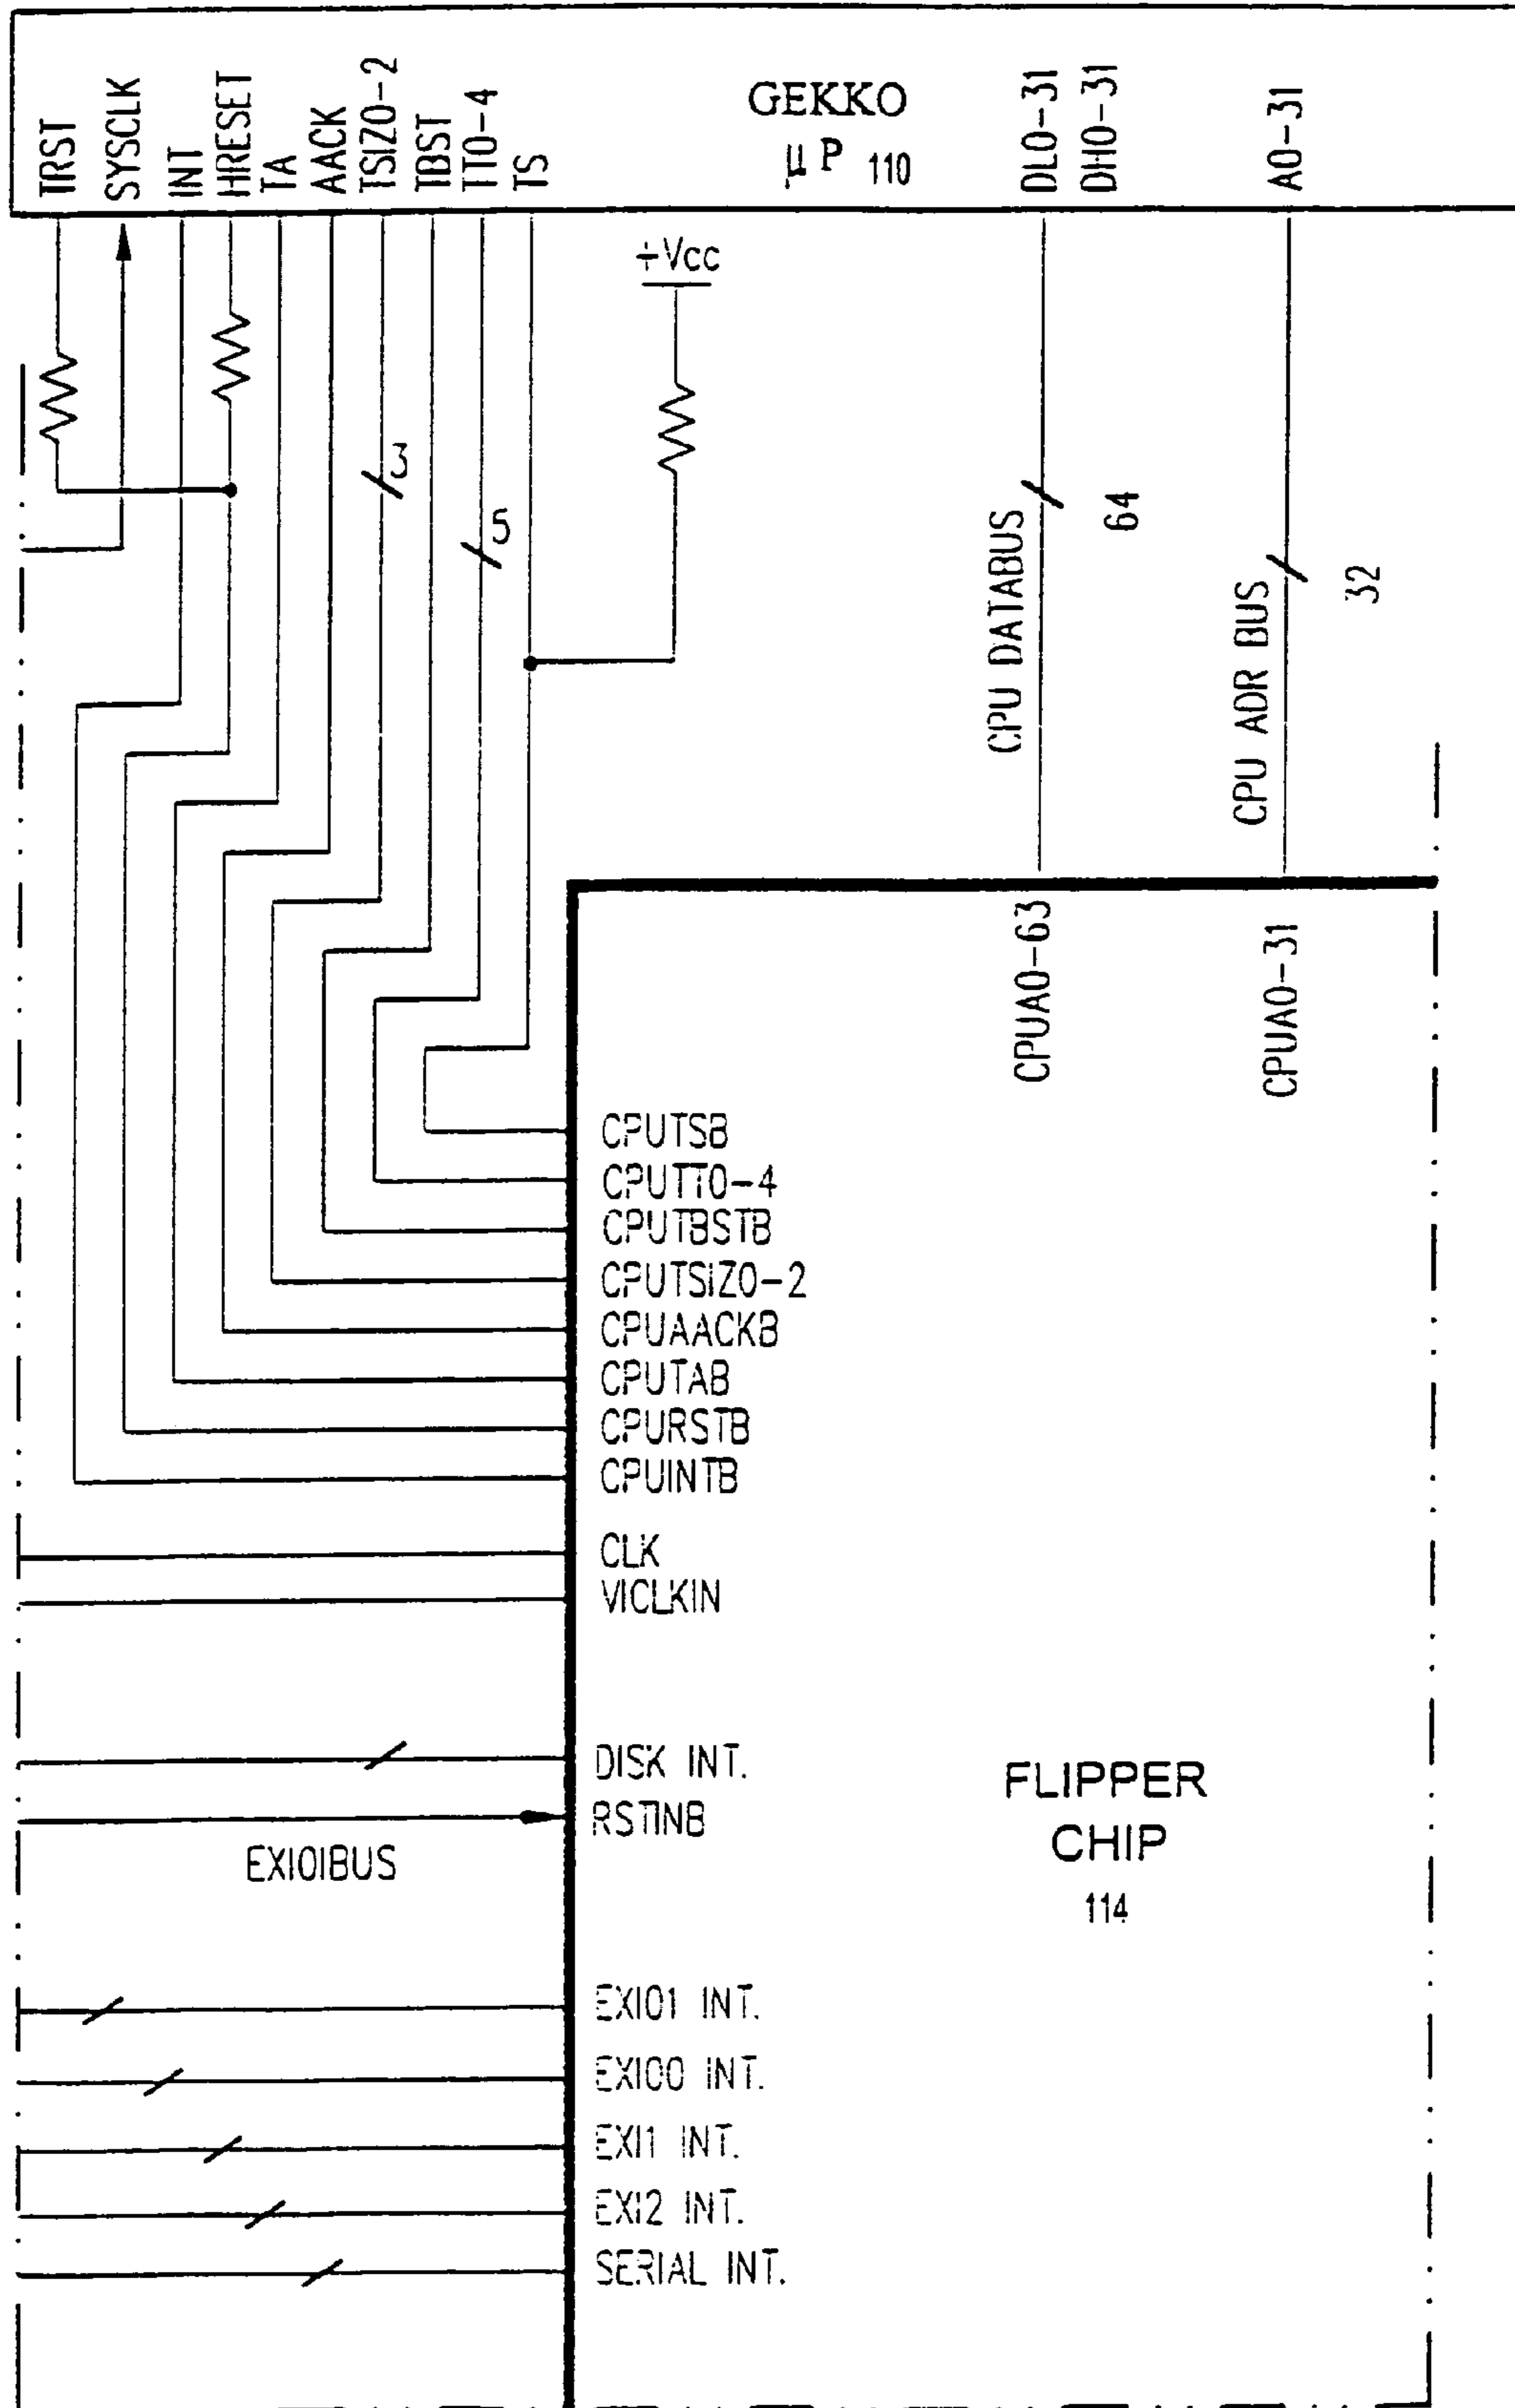 TRST
SYSCLK
INT
HRESET
TA
AACK
TSIZ0-2
TBST
TT0-4
TS
GEKKO
μP 110
DL0-31
DH0-31
A0-31
+Vcc
3
5
CPU DATABUS
64
CPU ADR BUS
32
CPUA0-63
CPUA0-31
CPUTSB
CPUTT0-4
CPUTBSTB
CPUTSIZ0-2
CPUAACKB
CPUTAB
CPURSTB
CPUINTB
CLK
VICLKIN
DISK INT.
RSTINB
EXIOIBUS
FLIPPER
CHIP
114
EXIO1 INT.
EXIO0 INT.
EXI1 INT.
EXI2 INT.
SERIAL INT.